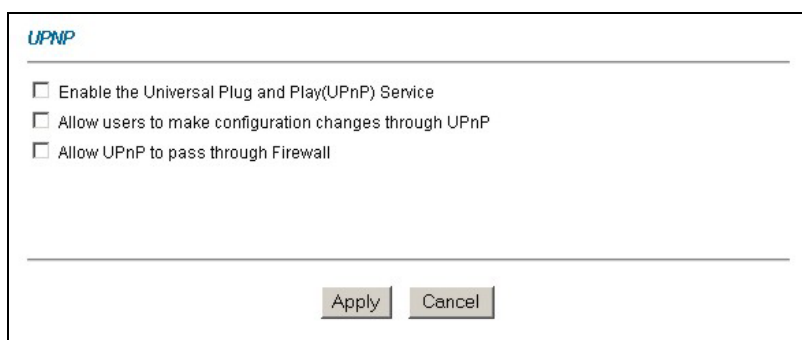 UPNP
Enable the Universal Plug and Play(UPnP) Service
Allow users to make configuration changes through UPnP
Allow UPnP to pass through Firewall
Apply Cancel